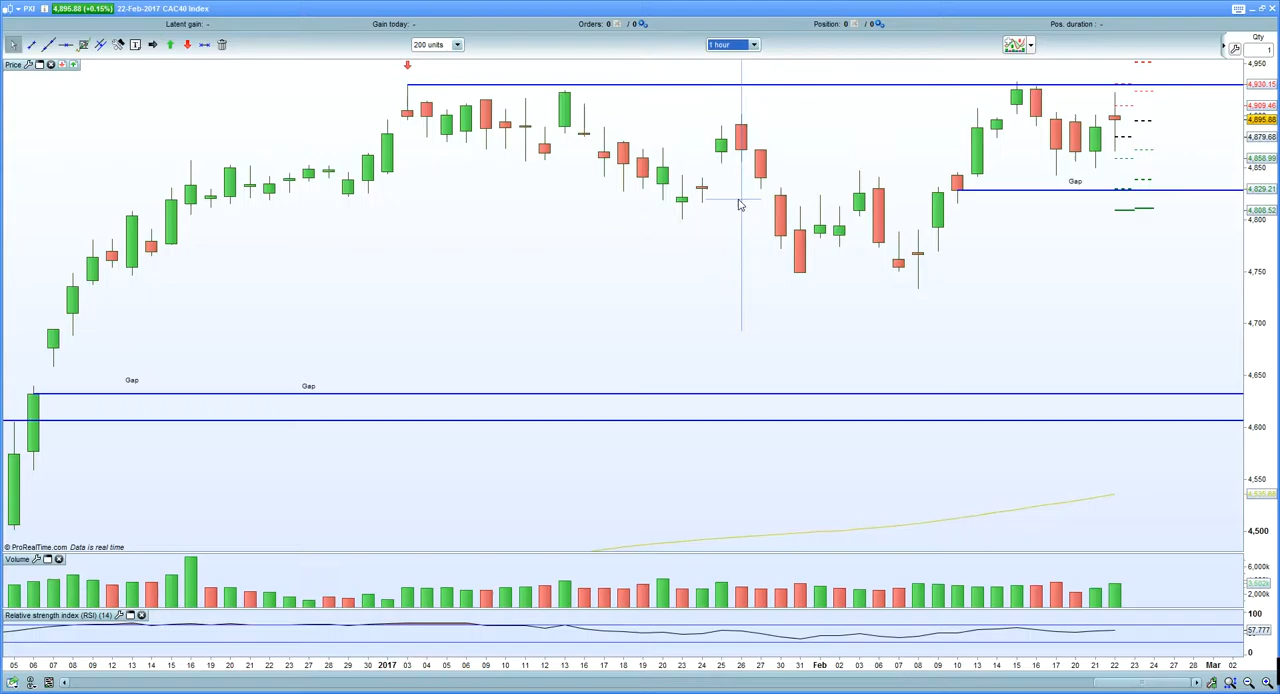 PXI 4,895.88 (+0.15%) 22-Feb-2017 CAC40 Index
Latent gain: - Gain today: - Orders: 0 / 0 Position: 0 / 0 Pos. duration : -
200 units 1 hour Qty
1
Price
4,950
4,930.15
4,909.46
4,895.88
4,879.68
4,858.99
4,850
Gap
4,829.21
4,808.52
4,800
4,750
4,700
4,650
Gap Gap
4,600
4,550
4,500
© ProRealTime.com Data is real time
Volume
6,000k
2,000k
Relative strength index (RSI) (14)
100
57.777
0
05 06 07 08 09 12 13 14 15 16 19 20 21 22 23 27 28 29 30 2017 03 04 05 06 09 10 11 12 13 16 17 18 19 20 23 24 25 26 27 30 31 Feb 02 03 06 07 08 09 10 13 14 15 16 17 20 21 22 23 24 27 28 Mar 02